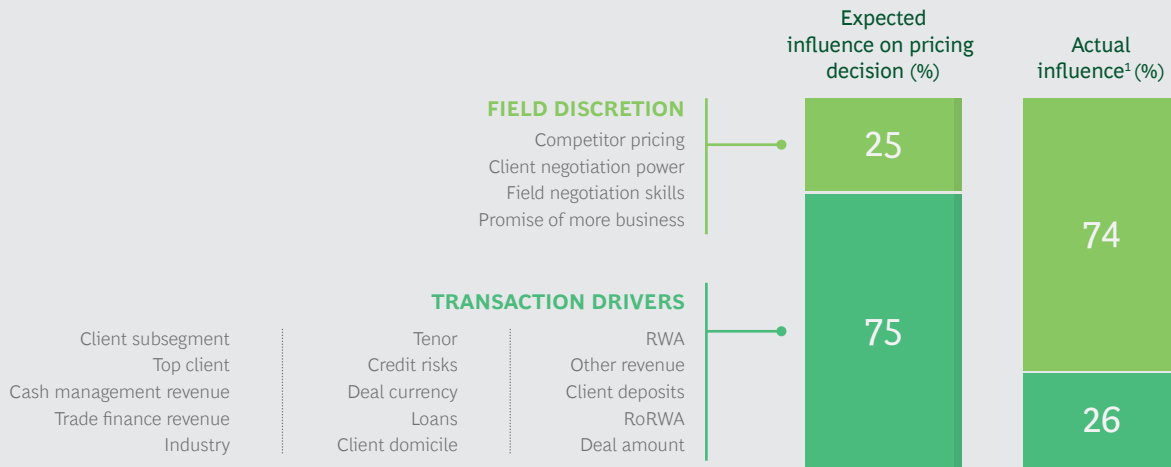 Expected
influence on pricing
decision (%)
Actual
influence¹ (%)
FIELD DISCRETION
Competitor pricing
Client negotiation power
Field negotiation skills
Promise of more business
25
74
TRANSACTION DRIVERS
Client subsegment
Top client
Cash management revenue
Trade finance revenue
Industry
Tenor
Credit risks
Deal currency
Loans
Client domicile
RWA
Other revenue
Client deposits
RoRWA
Deal amount
75
26